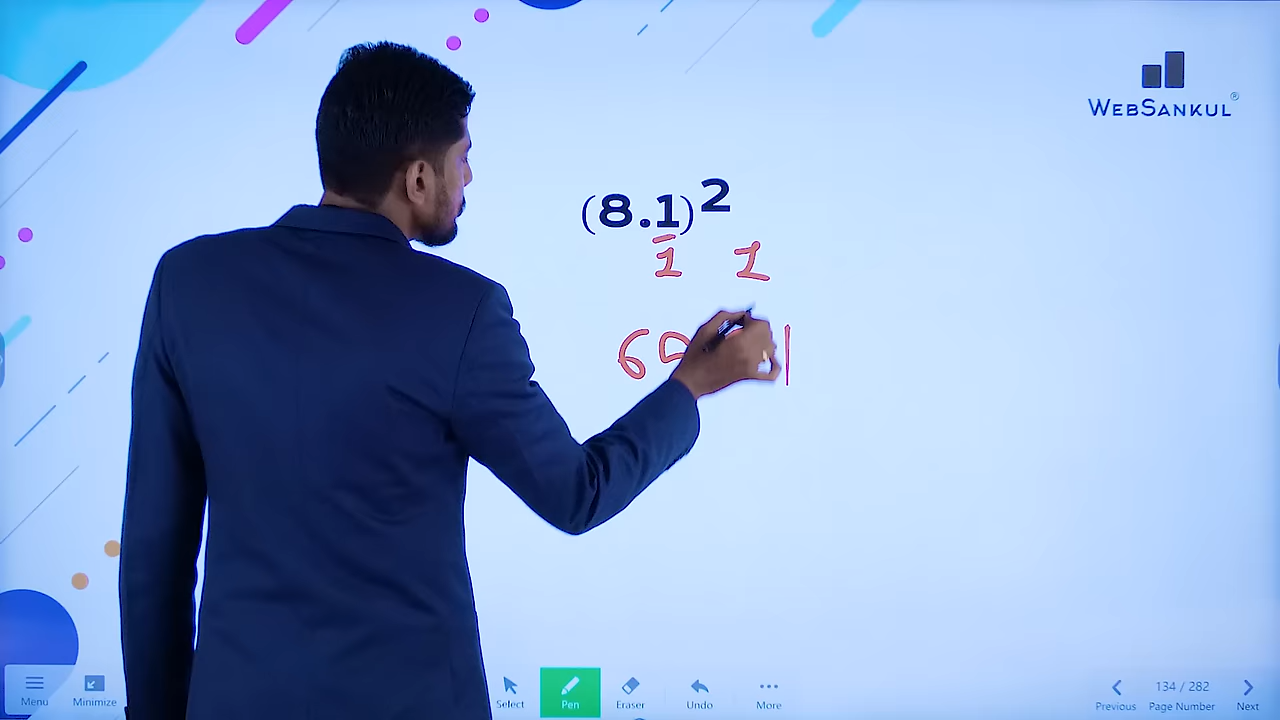 WEBSANKUL®
(8.1)²
1 1
6
Menu Minimize Select Pen Eraser Undo More Previous 134 / 282 Page Number Next